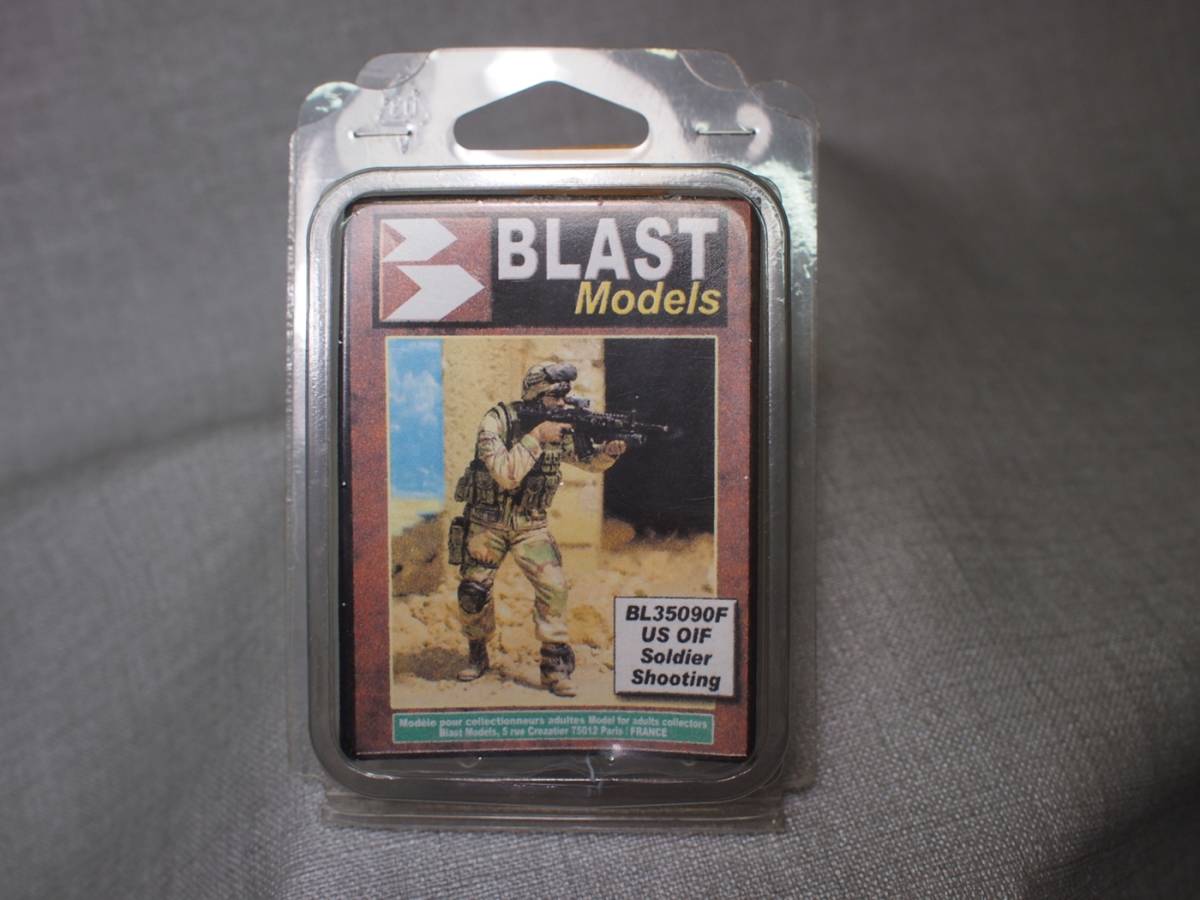 BLAST
Models
BL35090F
US OIF
Soldier
Shooting
Modèle pour collectionneurs adultes Model for adults collectors
Blast Models, 5 rue Crozatier 75012 Paris / FRANCE